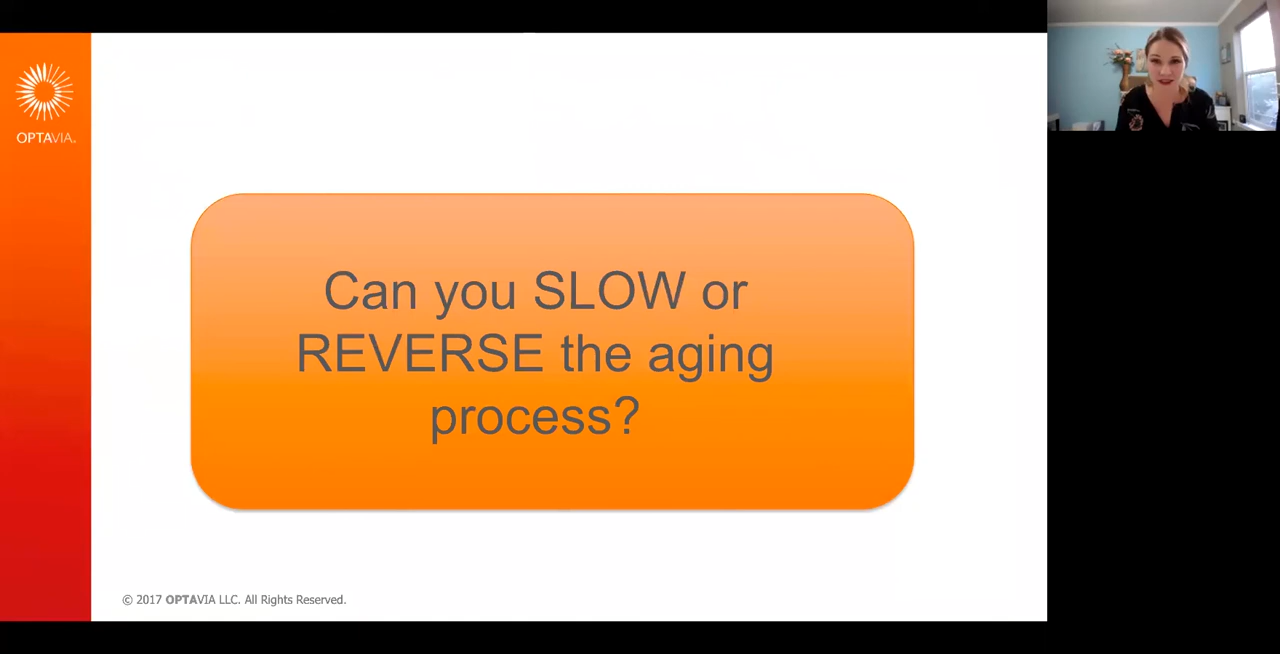 OPTAVIA.
Can you SLOW or
REVERSE the aging
process?
© 2017 OPTAVIA LLC. All Rights Reserved.